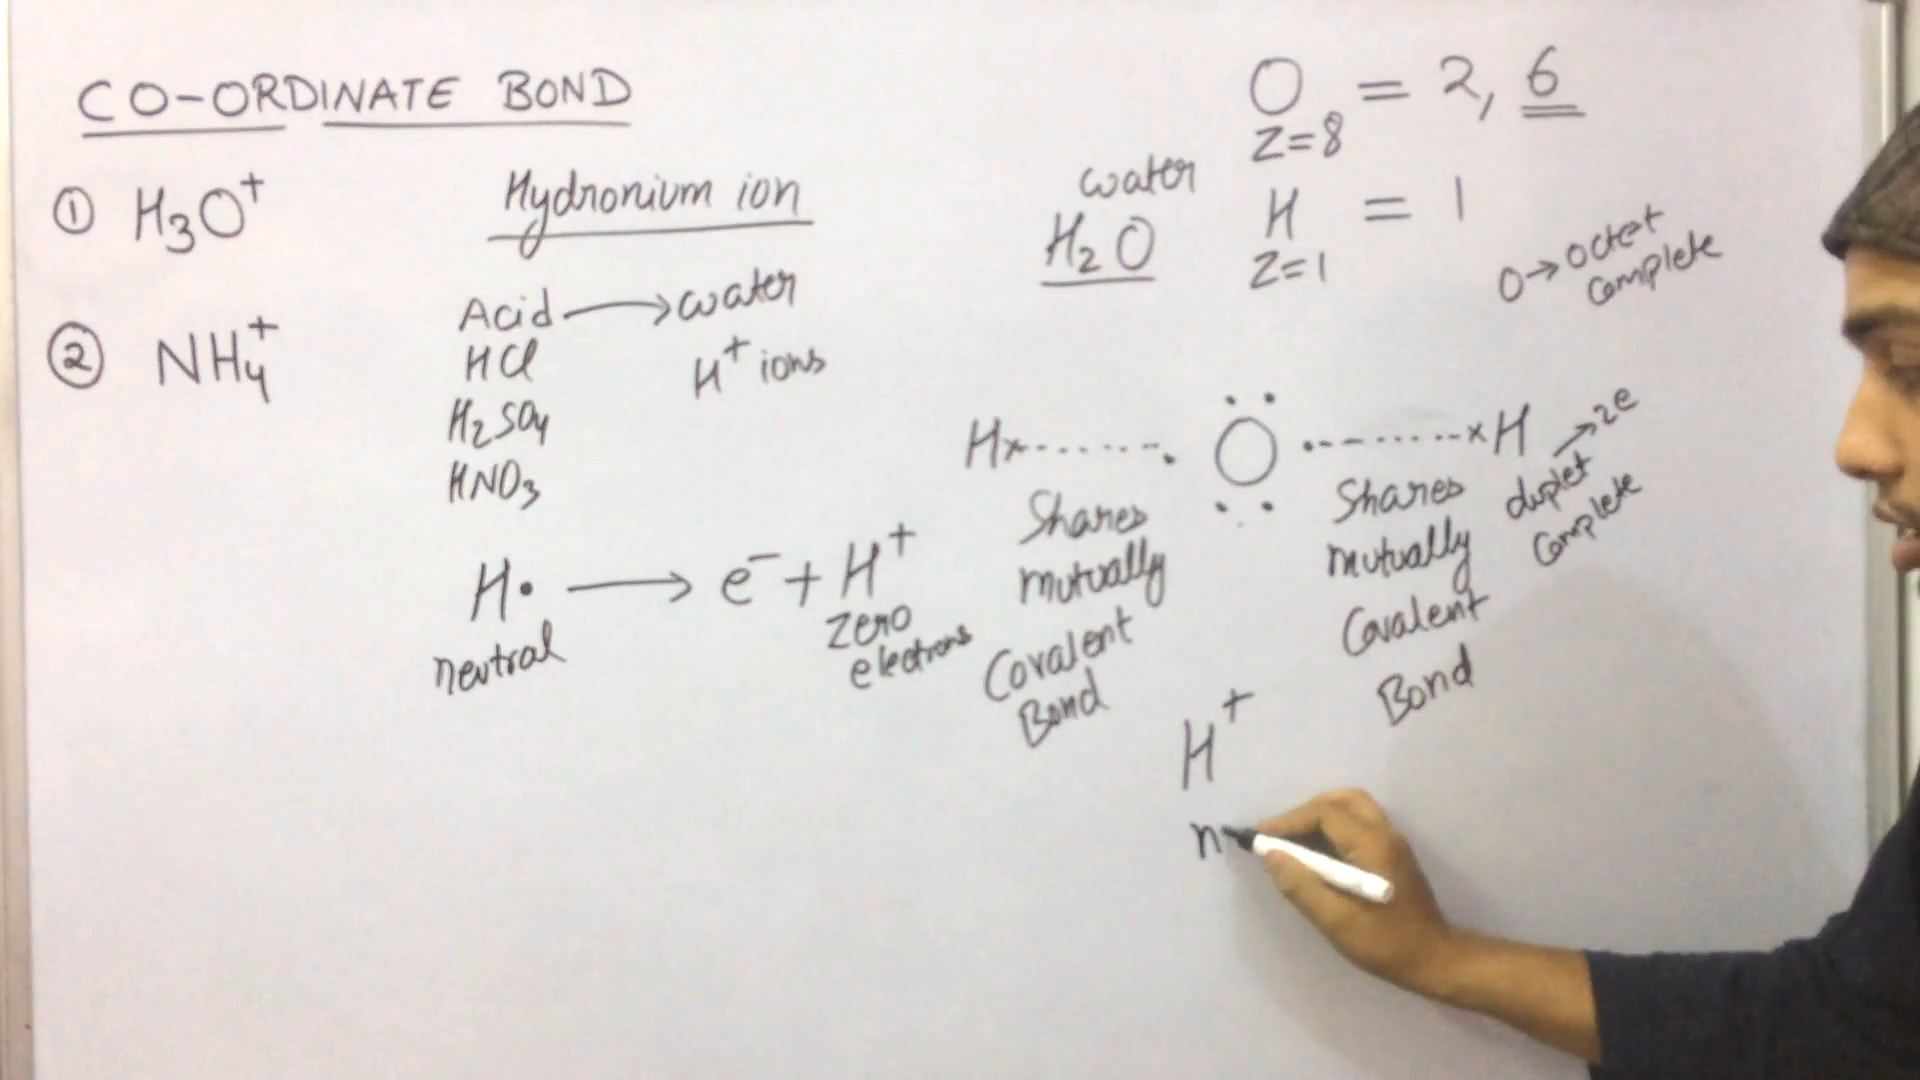 CO-ORDINATE BOND
① H₃O⁺
② NH₄⁺
Hydronium ion
Acid → water
HCl
H⁺ ions
H₂SO₄
HNO₃
H• → e⁻ + H⁺
neutral
zero
electrons
O = 2, 6
Z=8
H = 1
Z=1
water
H₂O
O → octet
complete
Hx ........ . O . ........ xH → 2e
duplet
complete
Shares
mutually
Covalent
Bond
Shares
mutually
Covalent
Bond
H⁺
n